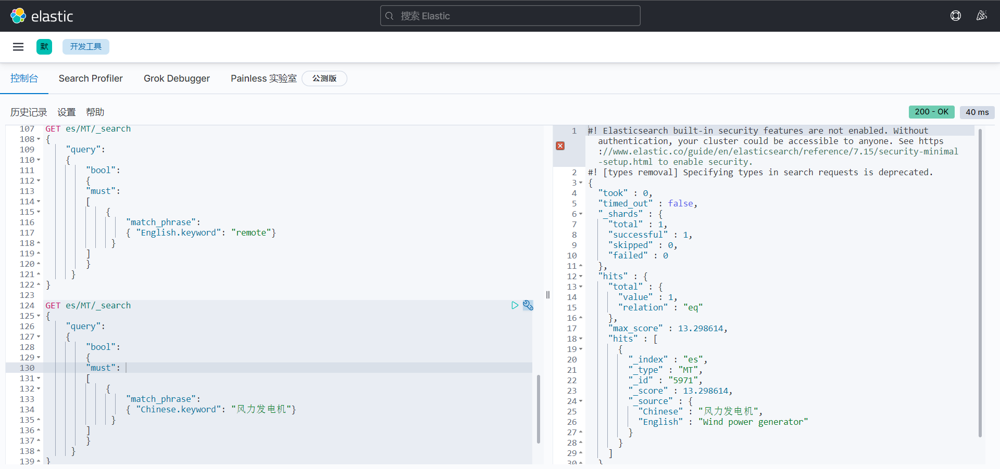 elastic
搜索 Elastic
默
开发工具
控制台
Search Profiler
Grok Debugger
Painless 实验室
公测版
历史记录
设置
帮助
200 - OK
40 ms
107 GET es/MT/_search
108 {
109 "query":
110 {
111 "bool":
112 {
113 "must":
114 [
115 {
116 "match_phrase":
117 { "English.keyword": "remote"}
118 }
119 ]
120 }
121 }
122 }
123
124 GET es/MT/_search
125 {
126 "query":
127 {
128 "bool":
129 {
130 "must":
131 [
132 {
133 "match_phrase":
134 { "Chinese.keyword": "风力发电机"}
135 }
136 ]
137 }
138 }
139 }
1 #! Elasticsearch built-in security features are not enabled. Without
authentication, your cluster could be accessible to anyone. See https
://www.elastic.co/guide/en/elasticsearch/reference/7.15/security-minimal
-setup.html to enable security.
2 #! [types removal] Specifying types in search requests is deprecated.
3 {
4 "took" : 0,
5 "timed_out" : false,
6 "_shards" : {
7 "total" : 1,
8 "successful" : 1,
9 "skipped" : 0,
10 "failed" : 0
11 },
12 "hits" : {
13 "total" : {
14 "value" : 1,
15 "relation" : "eq"
16 },
17 "max_score" : 13.298614,
18 "hits" : [
19 {
20 "_index" : "es",
21 "_type" : "MT",
22 "_id" : "5971",
23 "_score" : 13.298614,
24 "_source" : {
25 "Chinese" : "风力发电机",
26 "English" : "Wind power generator"
27 }
28 }
29 ]
30 }